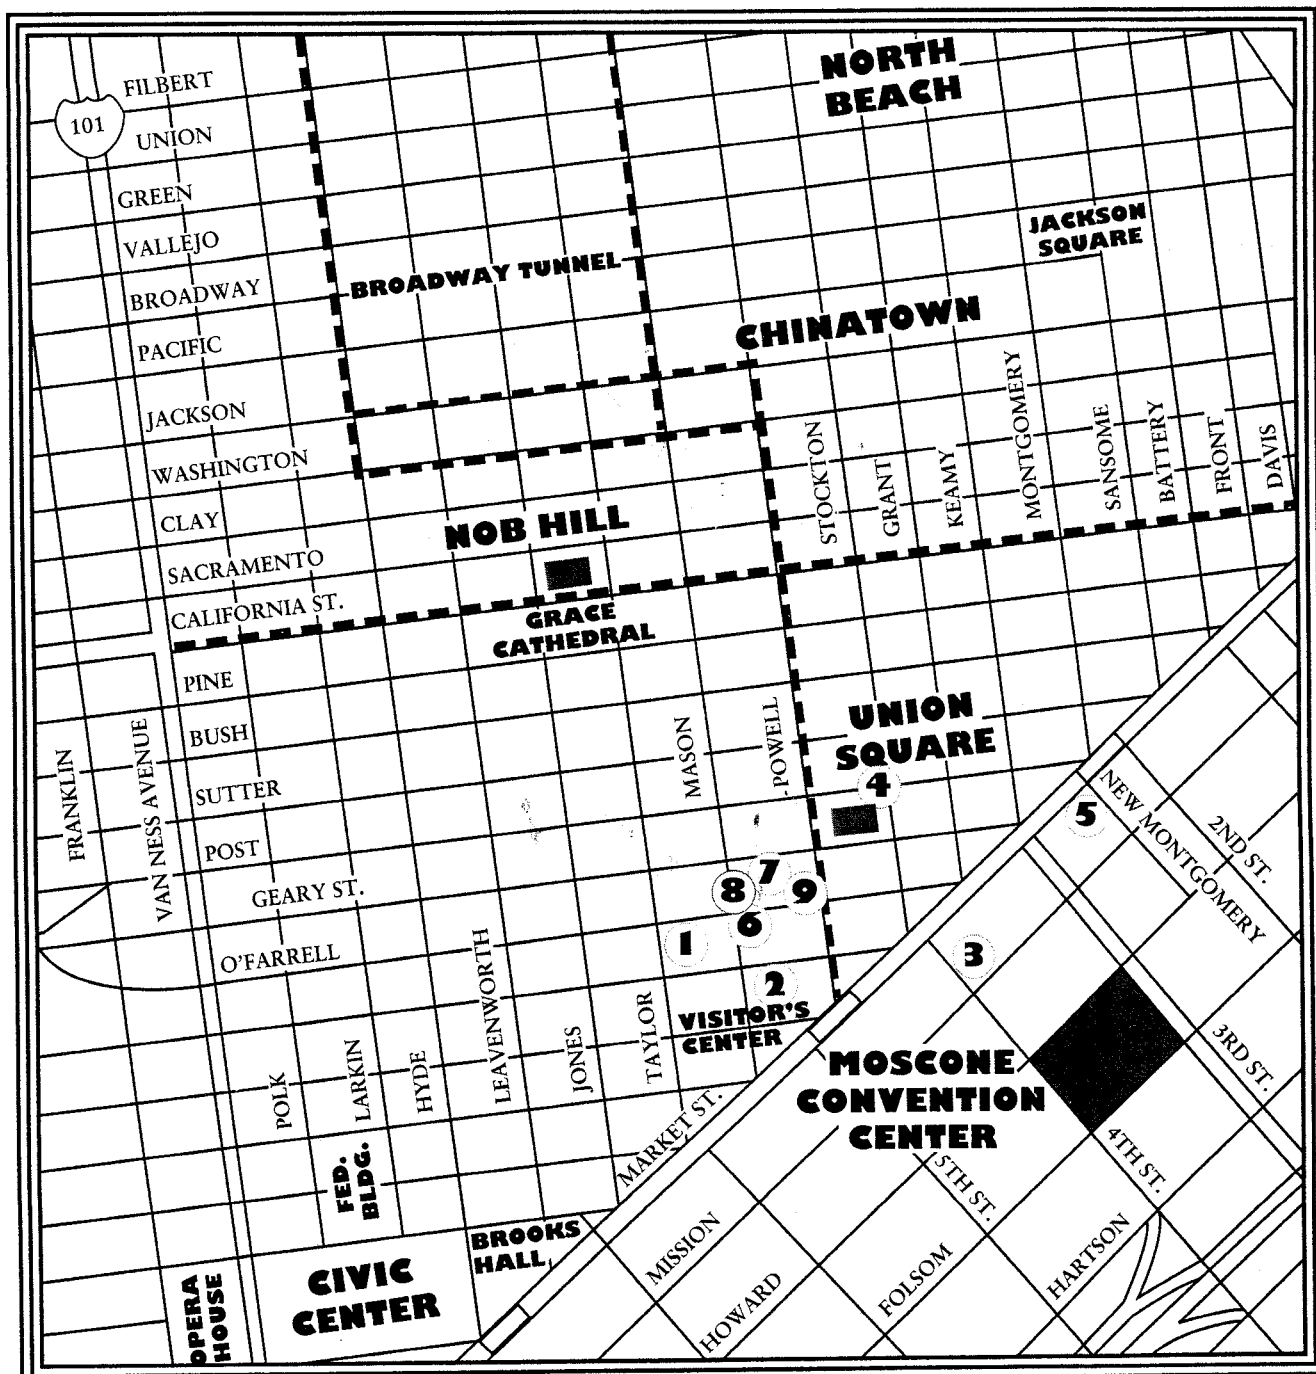 NORTH
BEACH
FILBERT
101
UNION
GREEN
VALLEJO
BROADWAY
PACIFIC
JACKSON
WASHINGTON
CLAY
SACRAMENTO
CALIFORNIA ST.
PINE
BUSH
SUTTER
POST
GEARY ST.
O'FARRELL
JACKSON
SQUARE
BROADWAY TUNNEL
CHINATOWN
STOCKTON
GRANT
KEAMY
MONTGOMERY
SANSOME
BATTERY
FRONT
DAVIS
NOB HILL
GRACE
CATHEDRAL
FRANKLIN
VAN NESS AVENUE
MASON
POWELL
UNION
SQUARE
4
5
7
8
9
6
1
3
2
VISITOR'S
CENTER
NEW MONTGOMERY
2ND ST.
3RD ST.
4TH ST.
5TH ST.
POLK
LARKIN
HYDE
LEAVENWORTH
JONES
TAYLOR
MARKET ST.
MOSCONE
CONVENTION
CENTER
FED.
BLDG.
BROOKS
HALL
CIVIC
CENTER
OPERA
HOUSE
MISSION
HOWARD
FOLSOM
HARTSON